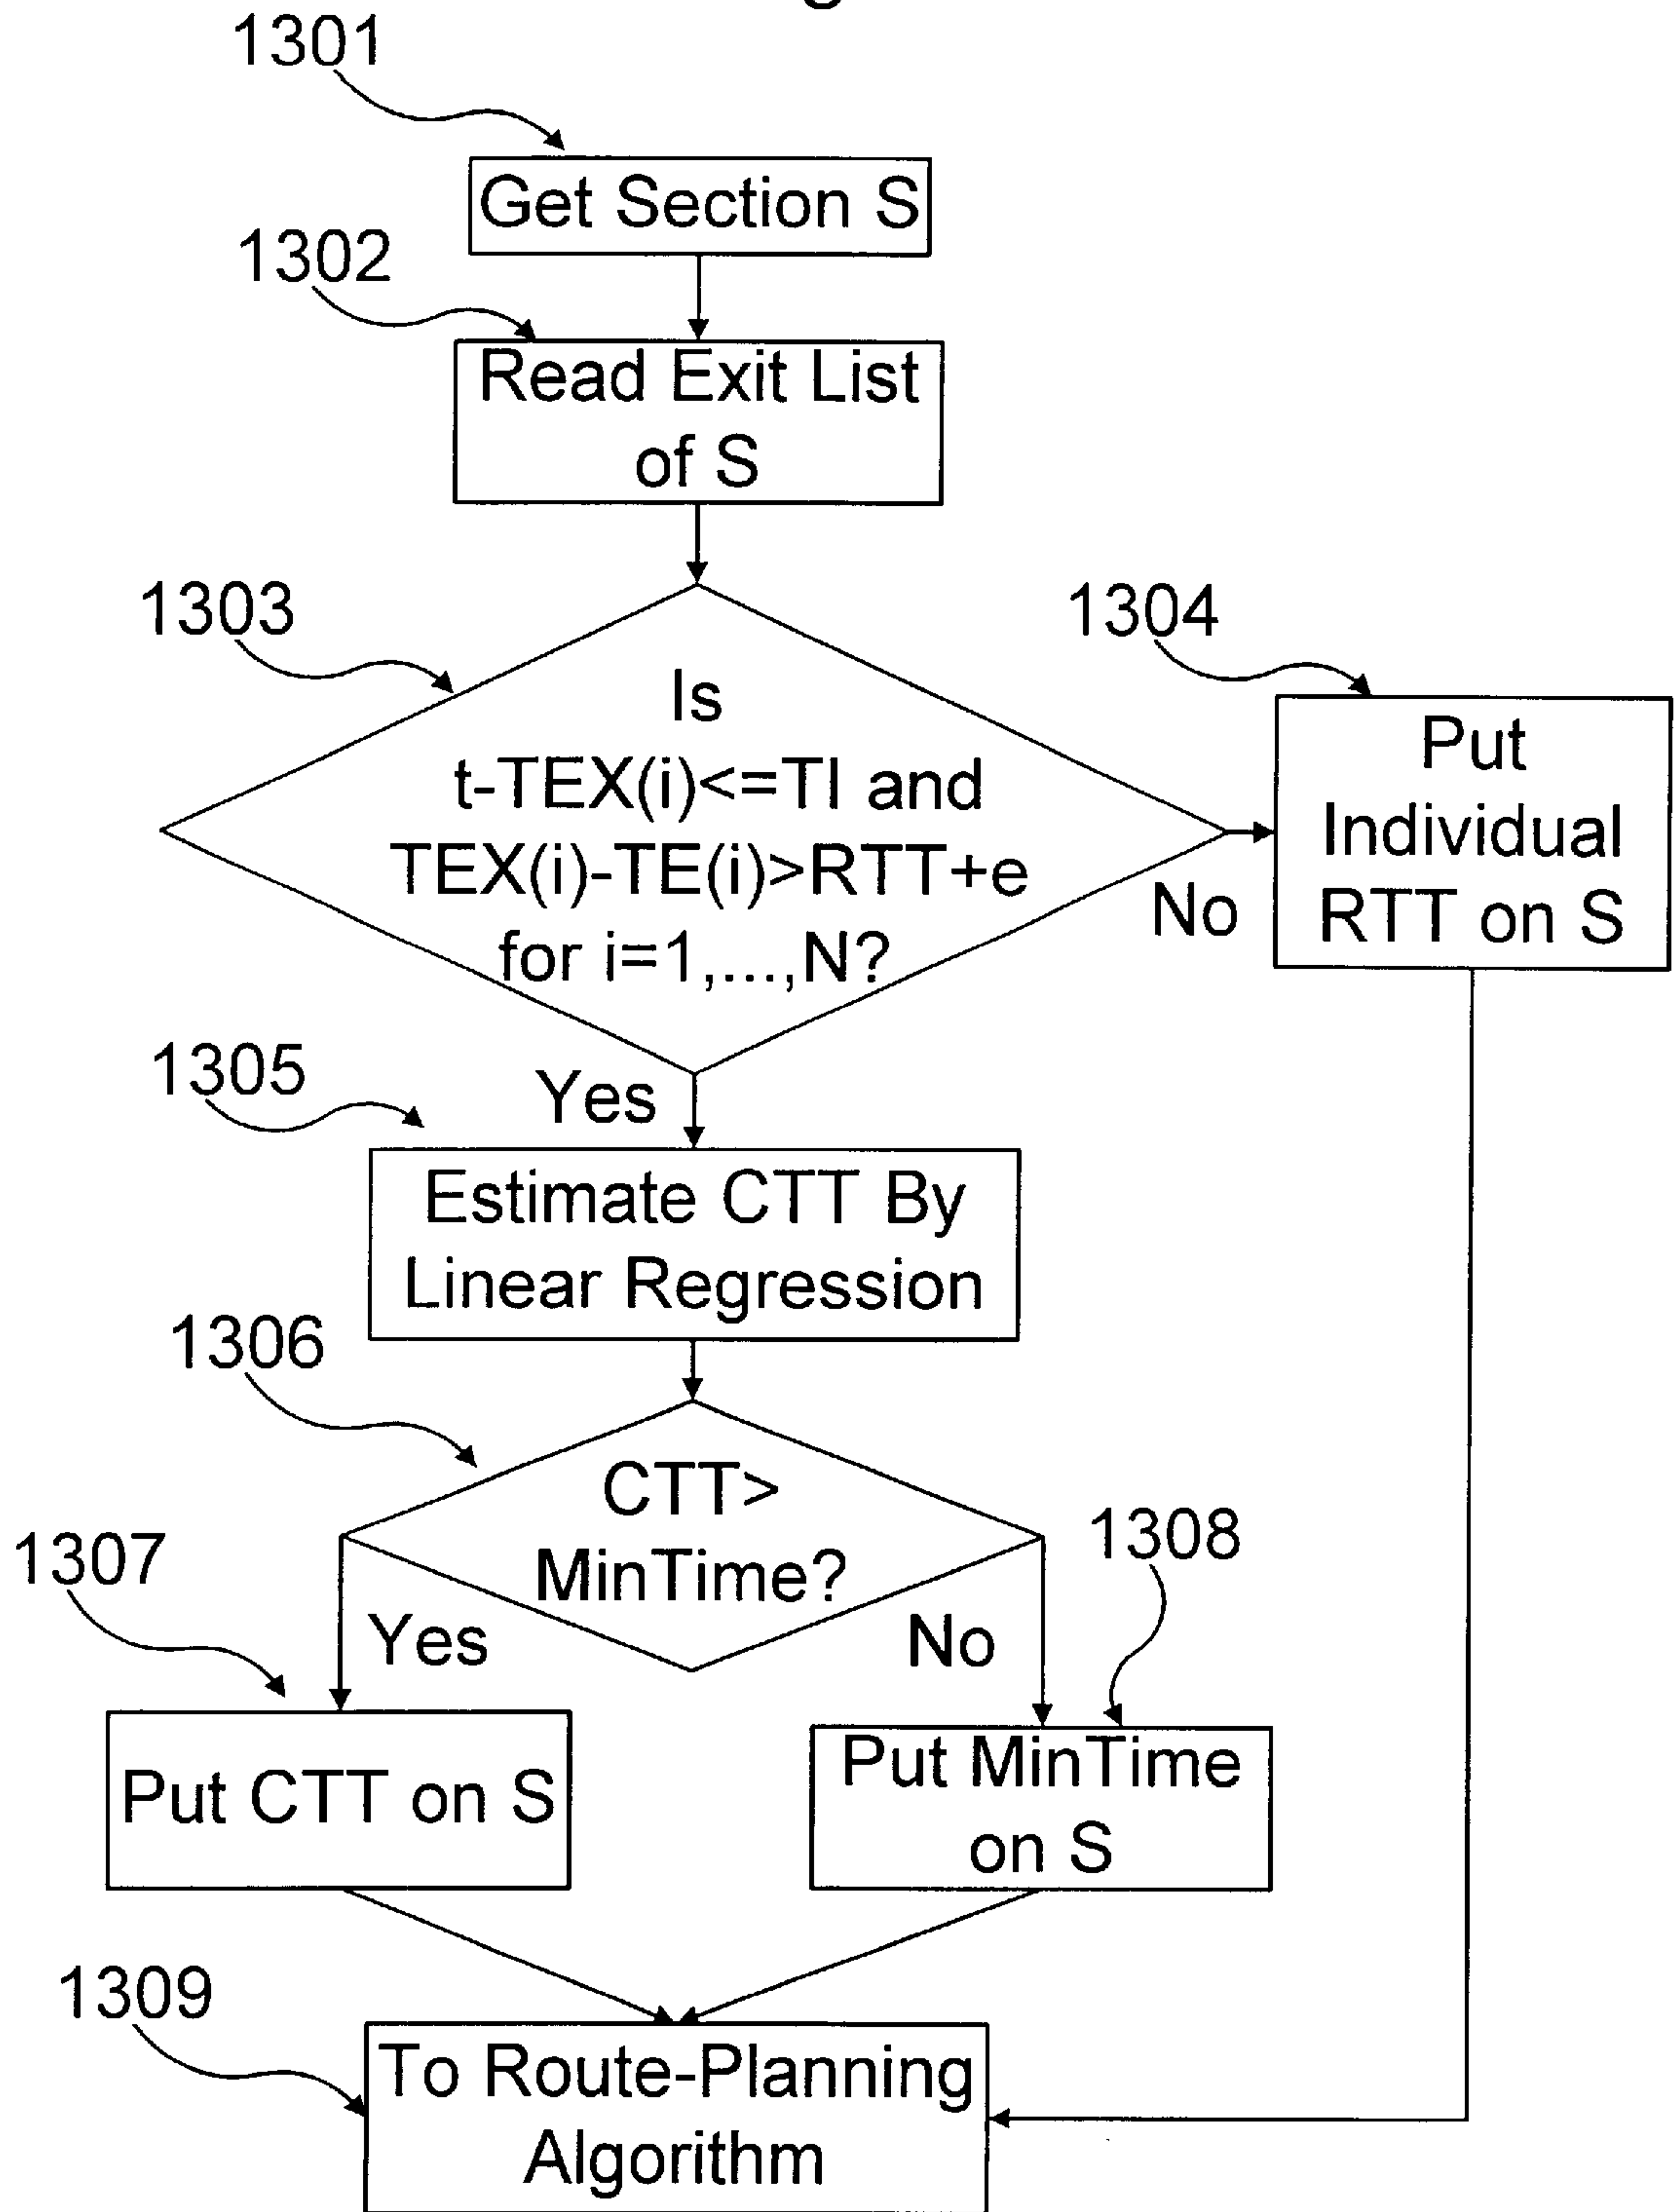 1301
Get Section S
1302
Read Exit List
of S
1303
Is
t-TEX(i)<=TI and
TEX(i)-TE(i)>RTT+e
for i=1,...,N?
No
1304
Put
Individual
RTT on S
Yes
1305
Estimate CTT By
Linear Regression
1306
CTT>
MinTime?
1307
Yes
No
1308
Put CTT on S
Put MinTime
on S
1309
To Route-Planning
Algorithm